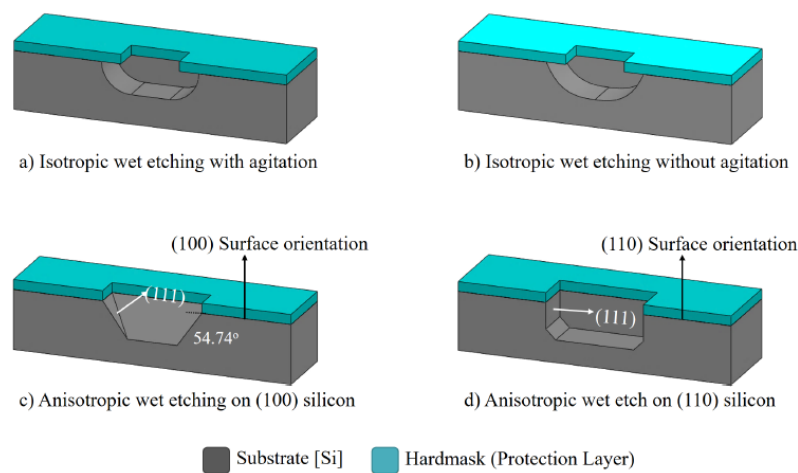 a) Isotropic wet etching with agitation
b) Isotropic wet etching without agitation
(100) Surface orientation
(111)
54.74º
c) Anisotropic wet etching on (100) silicon
(110) Surface orientation
(111)
d) Anisotropic wet etch on (110) silicon
Substrate [Si]
Hardmask (Protection Layer)